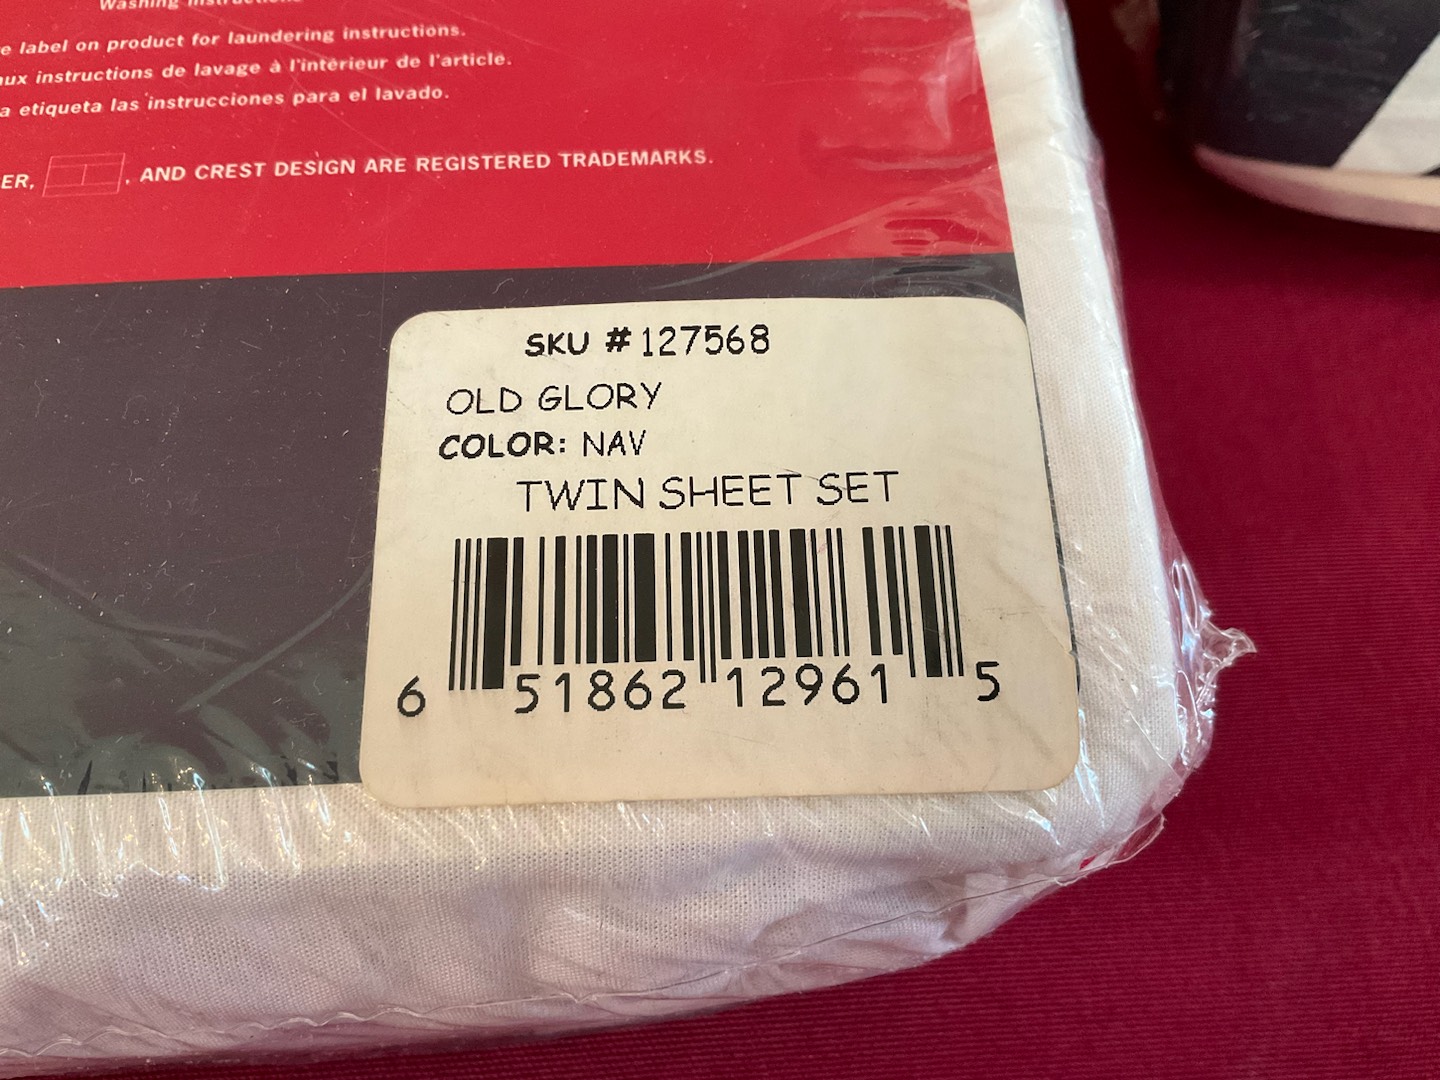 Washing instructions
label on product for laundering instructions.
aux instructions de lavage à l'intérieur de l'article.
a etiqueta las instrucciones para el lavado.
ER, , AND CREST DESIGN ARE REGISTERED TRADEMARKS.
SKU #127568
OLD GLORY
COLOR: NAV
TWIN SHEET SET
6 51862 12961 5